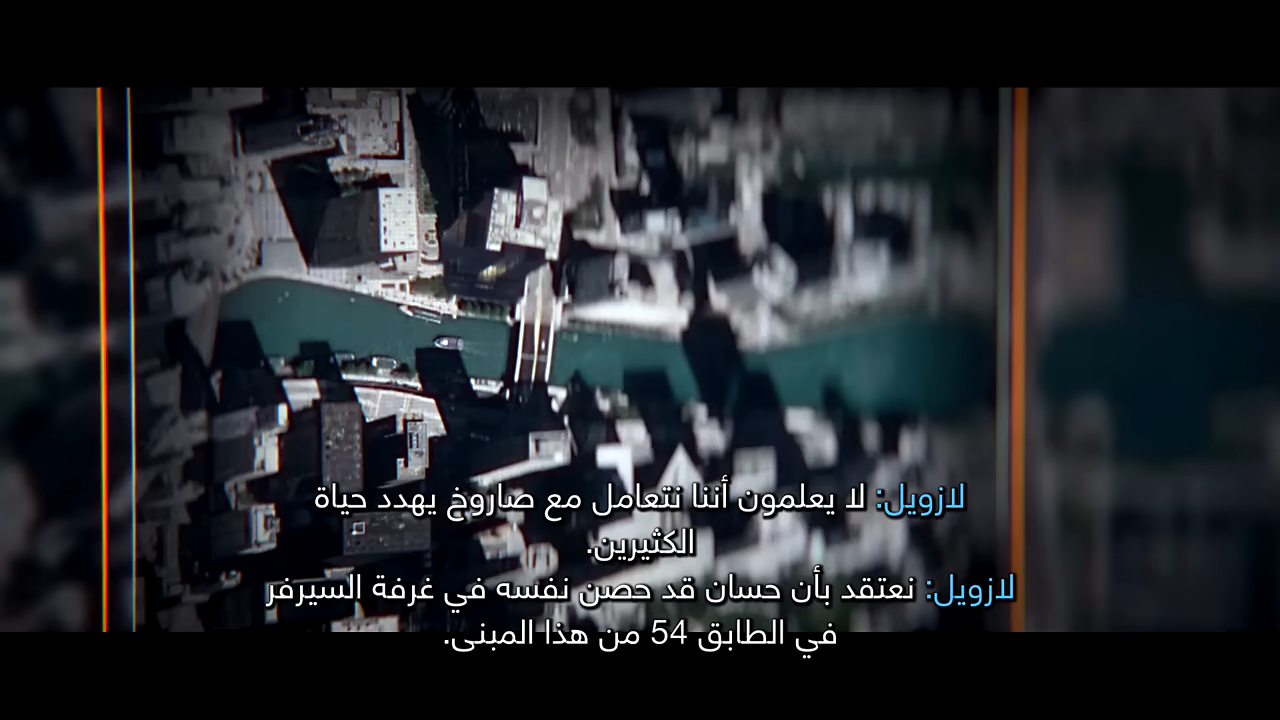 لازويل: لا يعلمون أننا نتعامل مع صاروخ يهدد حياة
الكثيرين.
لازويل: نعتقد بأن حسان قد حصن نفسه في غرفة السيرفر
في الطابق 54 من هذا المبنى.